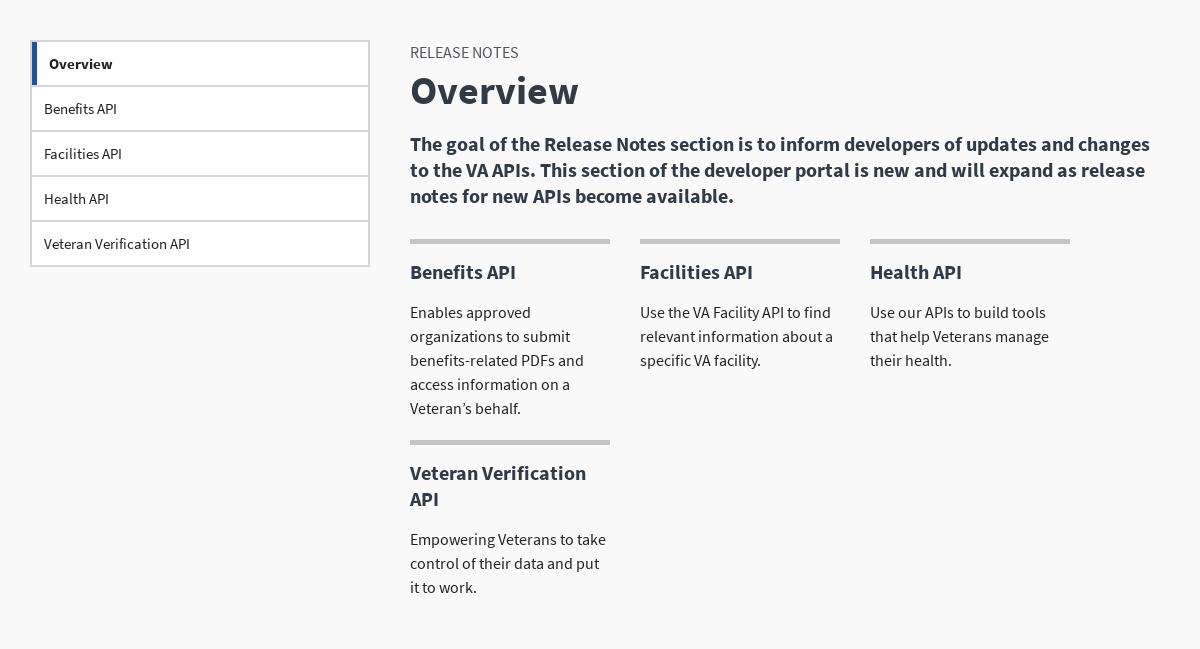 Overview
Benefits API
Facilities API
Health API
Veteran Verification API
RELEASE NOTES
Overview
The goal of the Release Notes section is to inform developers of updates and changes
to the VA APIs. This section of the developer portal is new and will expand as release
notes for new APIs become available.
Benefits API
Enables approved
organizations to submit
benefits-related PDFs and
access information on a
Veteran’s behalf.
Facilities API
Use the VA Facility API to find
relevant information about a
specific VA facility.
Health API
Use our APIs to build tools
that help Veterans manage
their health.
Veteran Verification
API
Empowering Veterans to take
control of their data and put
it to work.